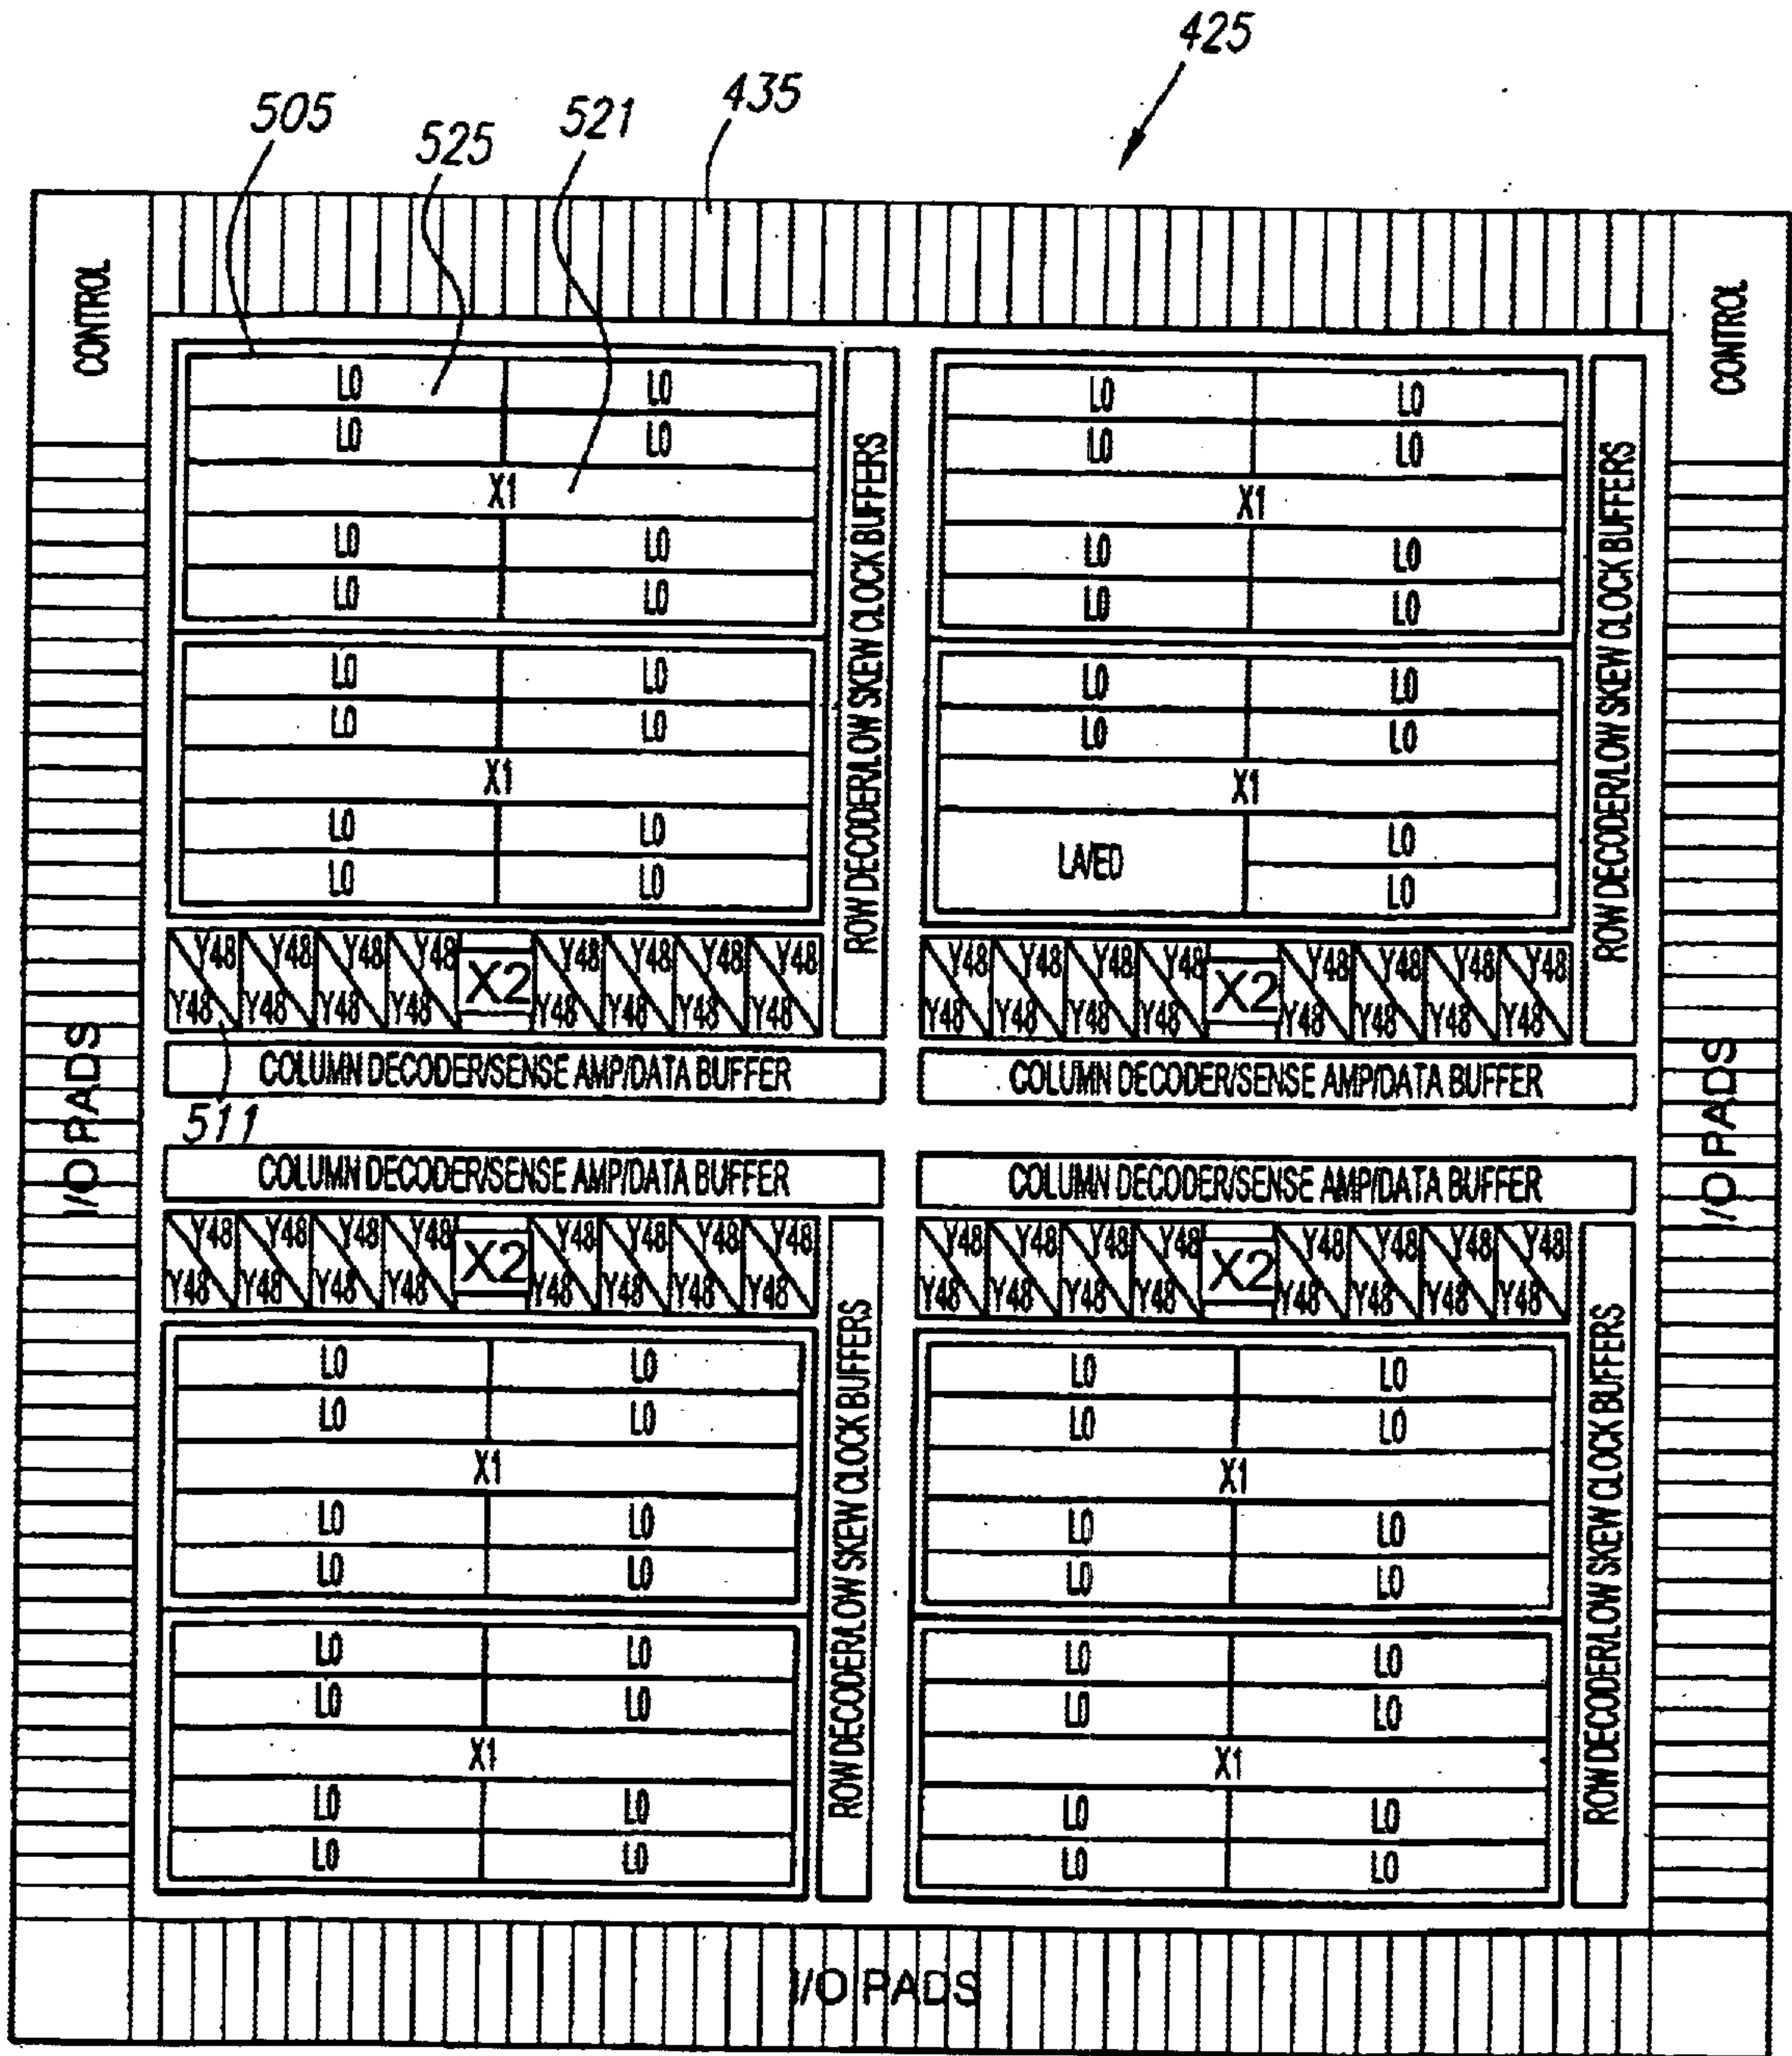 425
505 525 521 435
CONTROL CONTROL
L0 L0 L0 L0
L0 L0 L0 L0
X1 X1
L0 L0 L0 L0
L0 L0 L0 L0
ROW DECODER/LOW SKEW CLOCK BUFFERS ROW DECODER/LOW SKEW CLOCK BUFFERS
L0 L0 L0 L0
L0 L0 L0 L0
X1 X1
L0 L0 LA/ED L0
L0 L0 L0
Y48 Y48 Y48 Y48 X2 Y48 Y48 Y48 Y48 Y48 Y48 Y48 Y48 X2 Y48 Y48 Y48 Y48
Y48 Y48 Y48 Y48 Y48 Y48 Y48 Y48 Y48 Y48 Y48 Y48 Y48 Y48 Y48 Y48
COLUMN DECODER/SENSE AMP/DATA BUFFER COLUMN DECODER/SENSE AMP/DATA BUFFER
I/O PADS 511 I/O PADS
COLUMN DECODER/SENSE AMP/DATA BUFFER COLUMN DECODER/SENSE AMP/DATA BUFFER
Y48 Y48 Y48 Y48 X2 Y48 Y48 Y48 Y48 Y48 Y48 Y48 Y48 X2 Y48 Y48 Y48 Y48
Y48 Y48 Y48 Y48 Y48 Y48 Y48 Y48 Y48 Y48 Y48 Y48 Y48 Y48 Y48 Y48
L0 L0 L0 L0
L0 L0 L0 L0
X1 X1
L0 L0 L0 L0
L0 L0 L0 L0
ROW DECODER/LOW SKEW CLOCK BUFFERS ROW DECODER/LOW SKEW CLOCK BUFFERS
L0 L0 L0 L0
L0 L0 L0 L0
X1 X1
L0 L0 L0 L0
L0 L0 L0 L0
I/O PADS